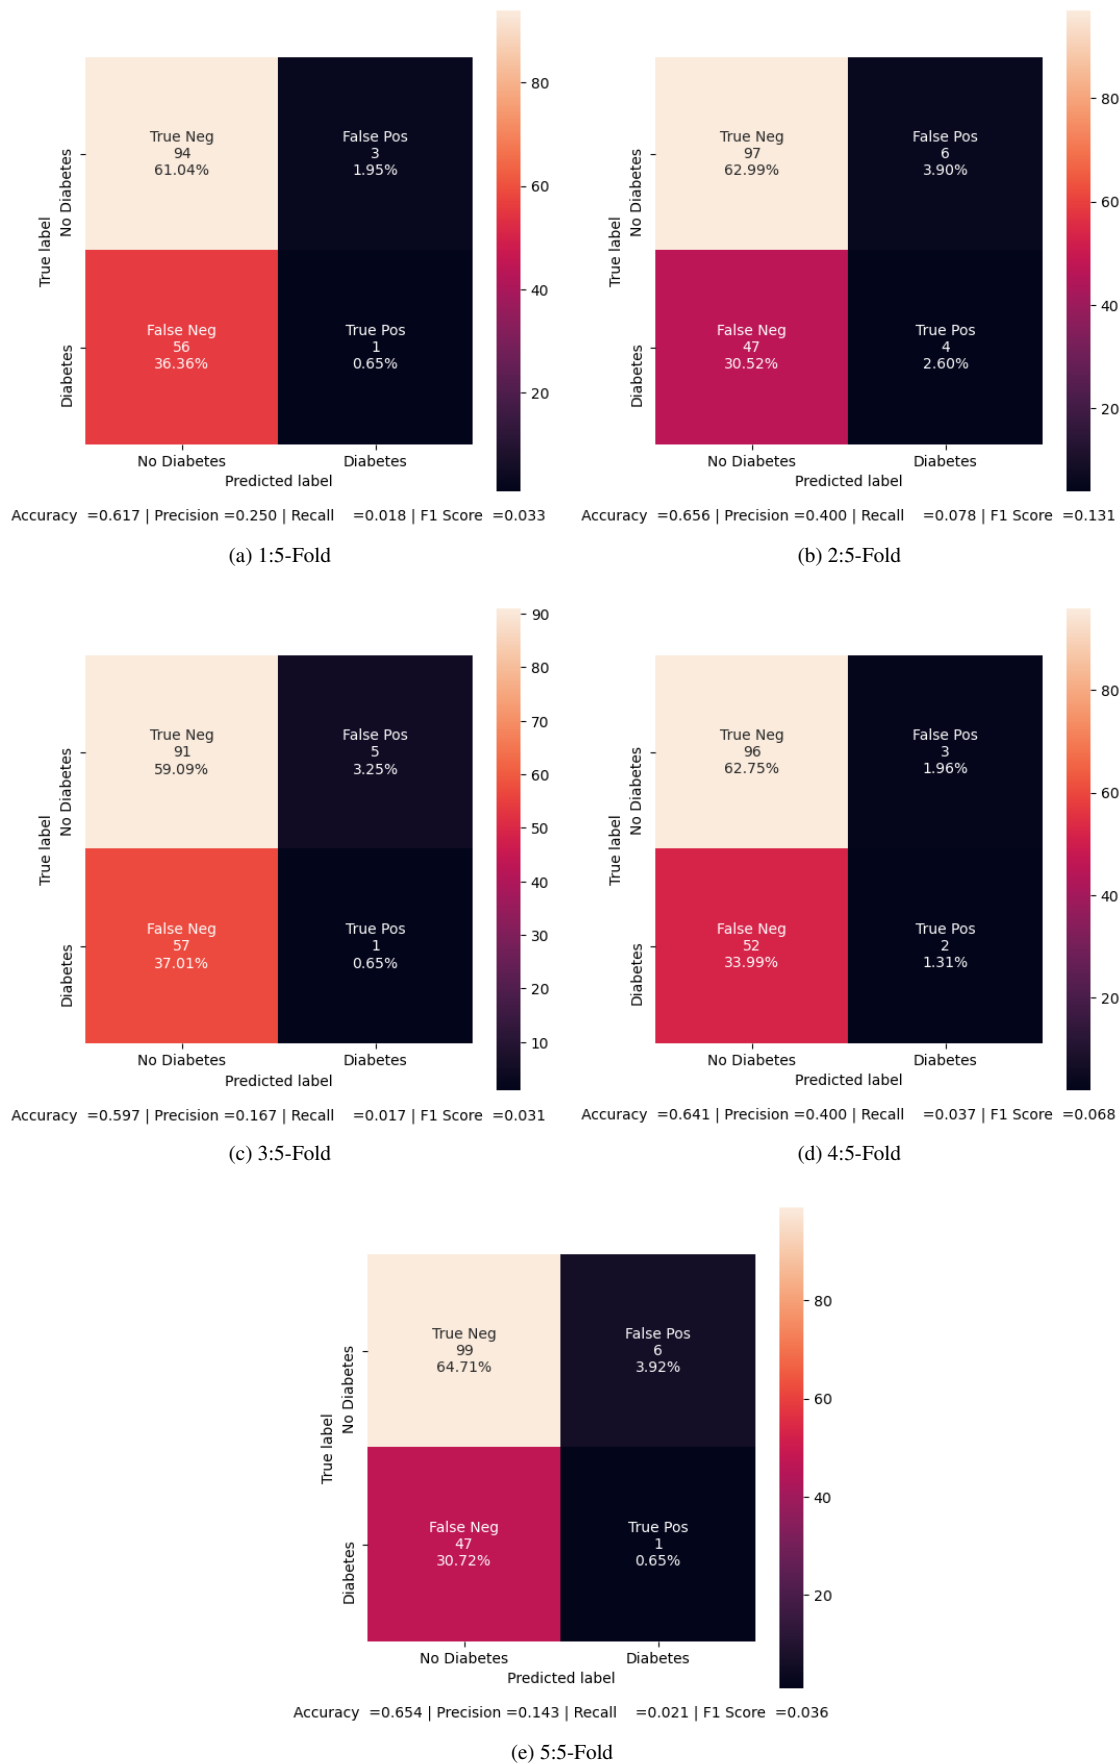 80
60
40
20
True Neg
94
61.04%
False Pos
3
1.95%
False Neg
56
36.36%
True Pos
1
0.65%
True label
No Diabetes
Diabetes
No Diabetes
Diabetes
Predicted label
Accuracy =0.617 | Precision =0.250 | Recall =0.018 | F1 Score =0.033
(a) 1:5-Fold
80
60
40
20
True Neg
97
62.99%
False Pos
6
3.90%
False Neg
47
30.52%
True Pos
4
2.60%
True label
No Diabetes
Diabetes
No Diabetes
Diabetes
Predicted label
Accuracy =0.656 | Precision =0.400 | Recall =0.078 | F1 Score =0.131
(b) 2:5-Fold
90
80
70
60
50
40
30
20
10
True Neg
91
59.09%
False Pos
5
3.25%
False Neg
57
37.01%
True Pos
1
0.65%
True label
No Diabetes
Diabetes
No Diabetes
Diabetes
Predicted label
Accuracy =0.597 | Precision =0.167 | Recall =0.017 | F1 Score =0.031
(c) 3:5-Fold
80
60
40
20
True Neg
96
62.75%
False Pos
3
1.96%
False Neg
52
33.99%
True Pos
2
1.31%
True label
No Diabetes
Diabetes
No Diabetes
Diabetes
Predicted label
Accuracy =0.641 | Precision =0.400 | Recall =0.037 | F1 Score =0.068
(d) 4:5-Fold
80
60
40
20
True Neg
99
64.71%
False Pos
6
3.92%
False Neg
47
30.72%
True Pos
1
0.65%
True label
No Diabetes
Diabetes
No Diabetes
Diabetes
Predicted label
Accuracy =0.654 | Precision =0.143 | Recall =0.021 | F1 Score =0.036
(e) 5:5-Fold